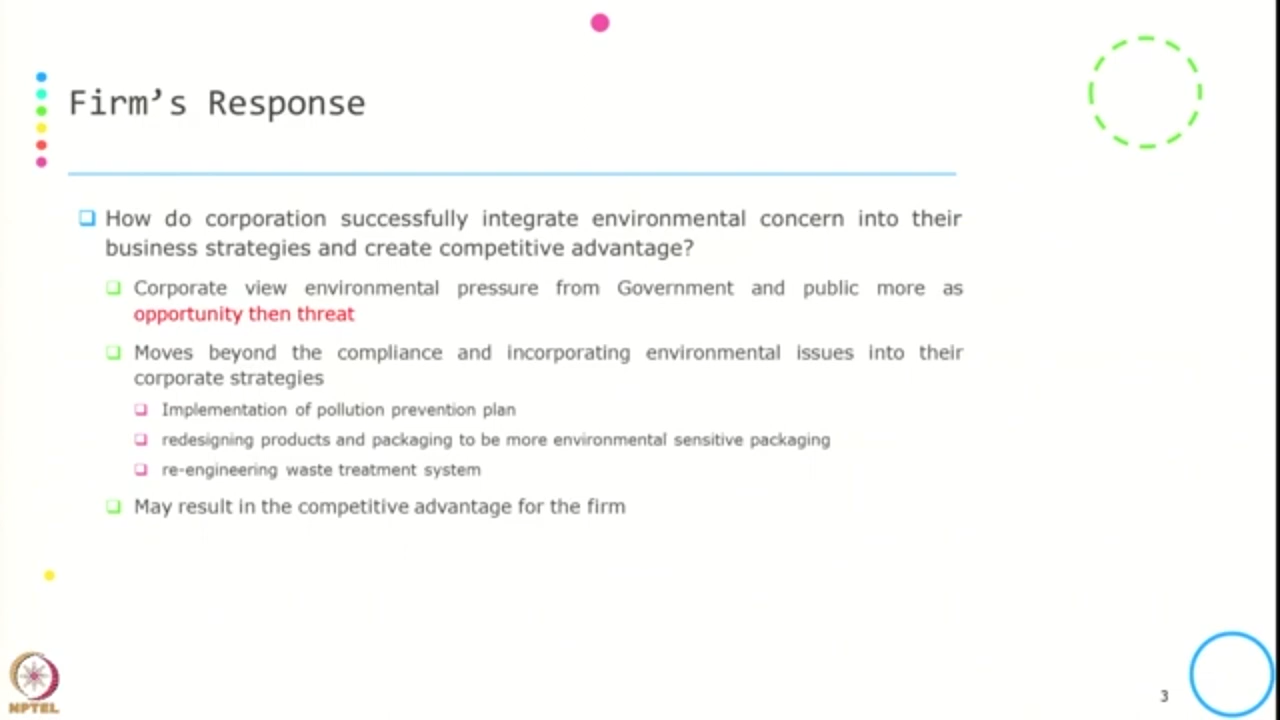 Firm's Response
How do corporation successfully integrate environmental concern into their
business strategies and create competitive advantage?
Corporate view environmental pressure from Government and public more as
opportunity then threat
Moves beyond the compliance and incorporating environmental issues into their
corporate strategies
Implementation of pollution prevention plan
redesigning products and packaging to be more environmental sensitive packaging
re-engineering waste treatment system
May result in the competitive advantage for the firm
NPTEL
3